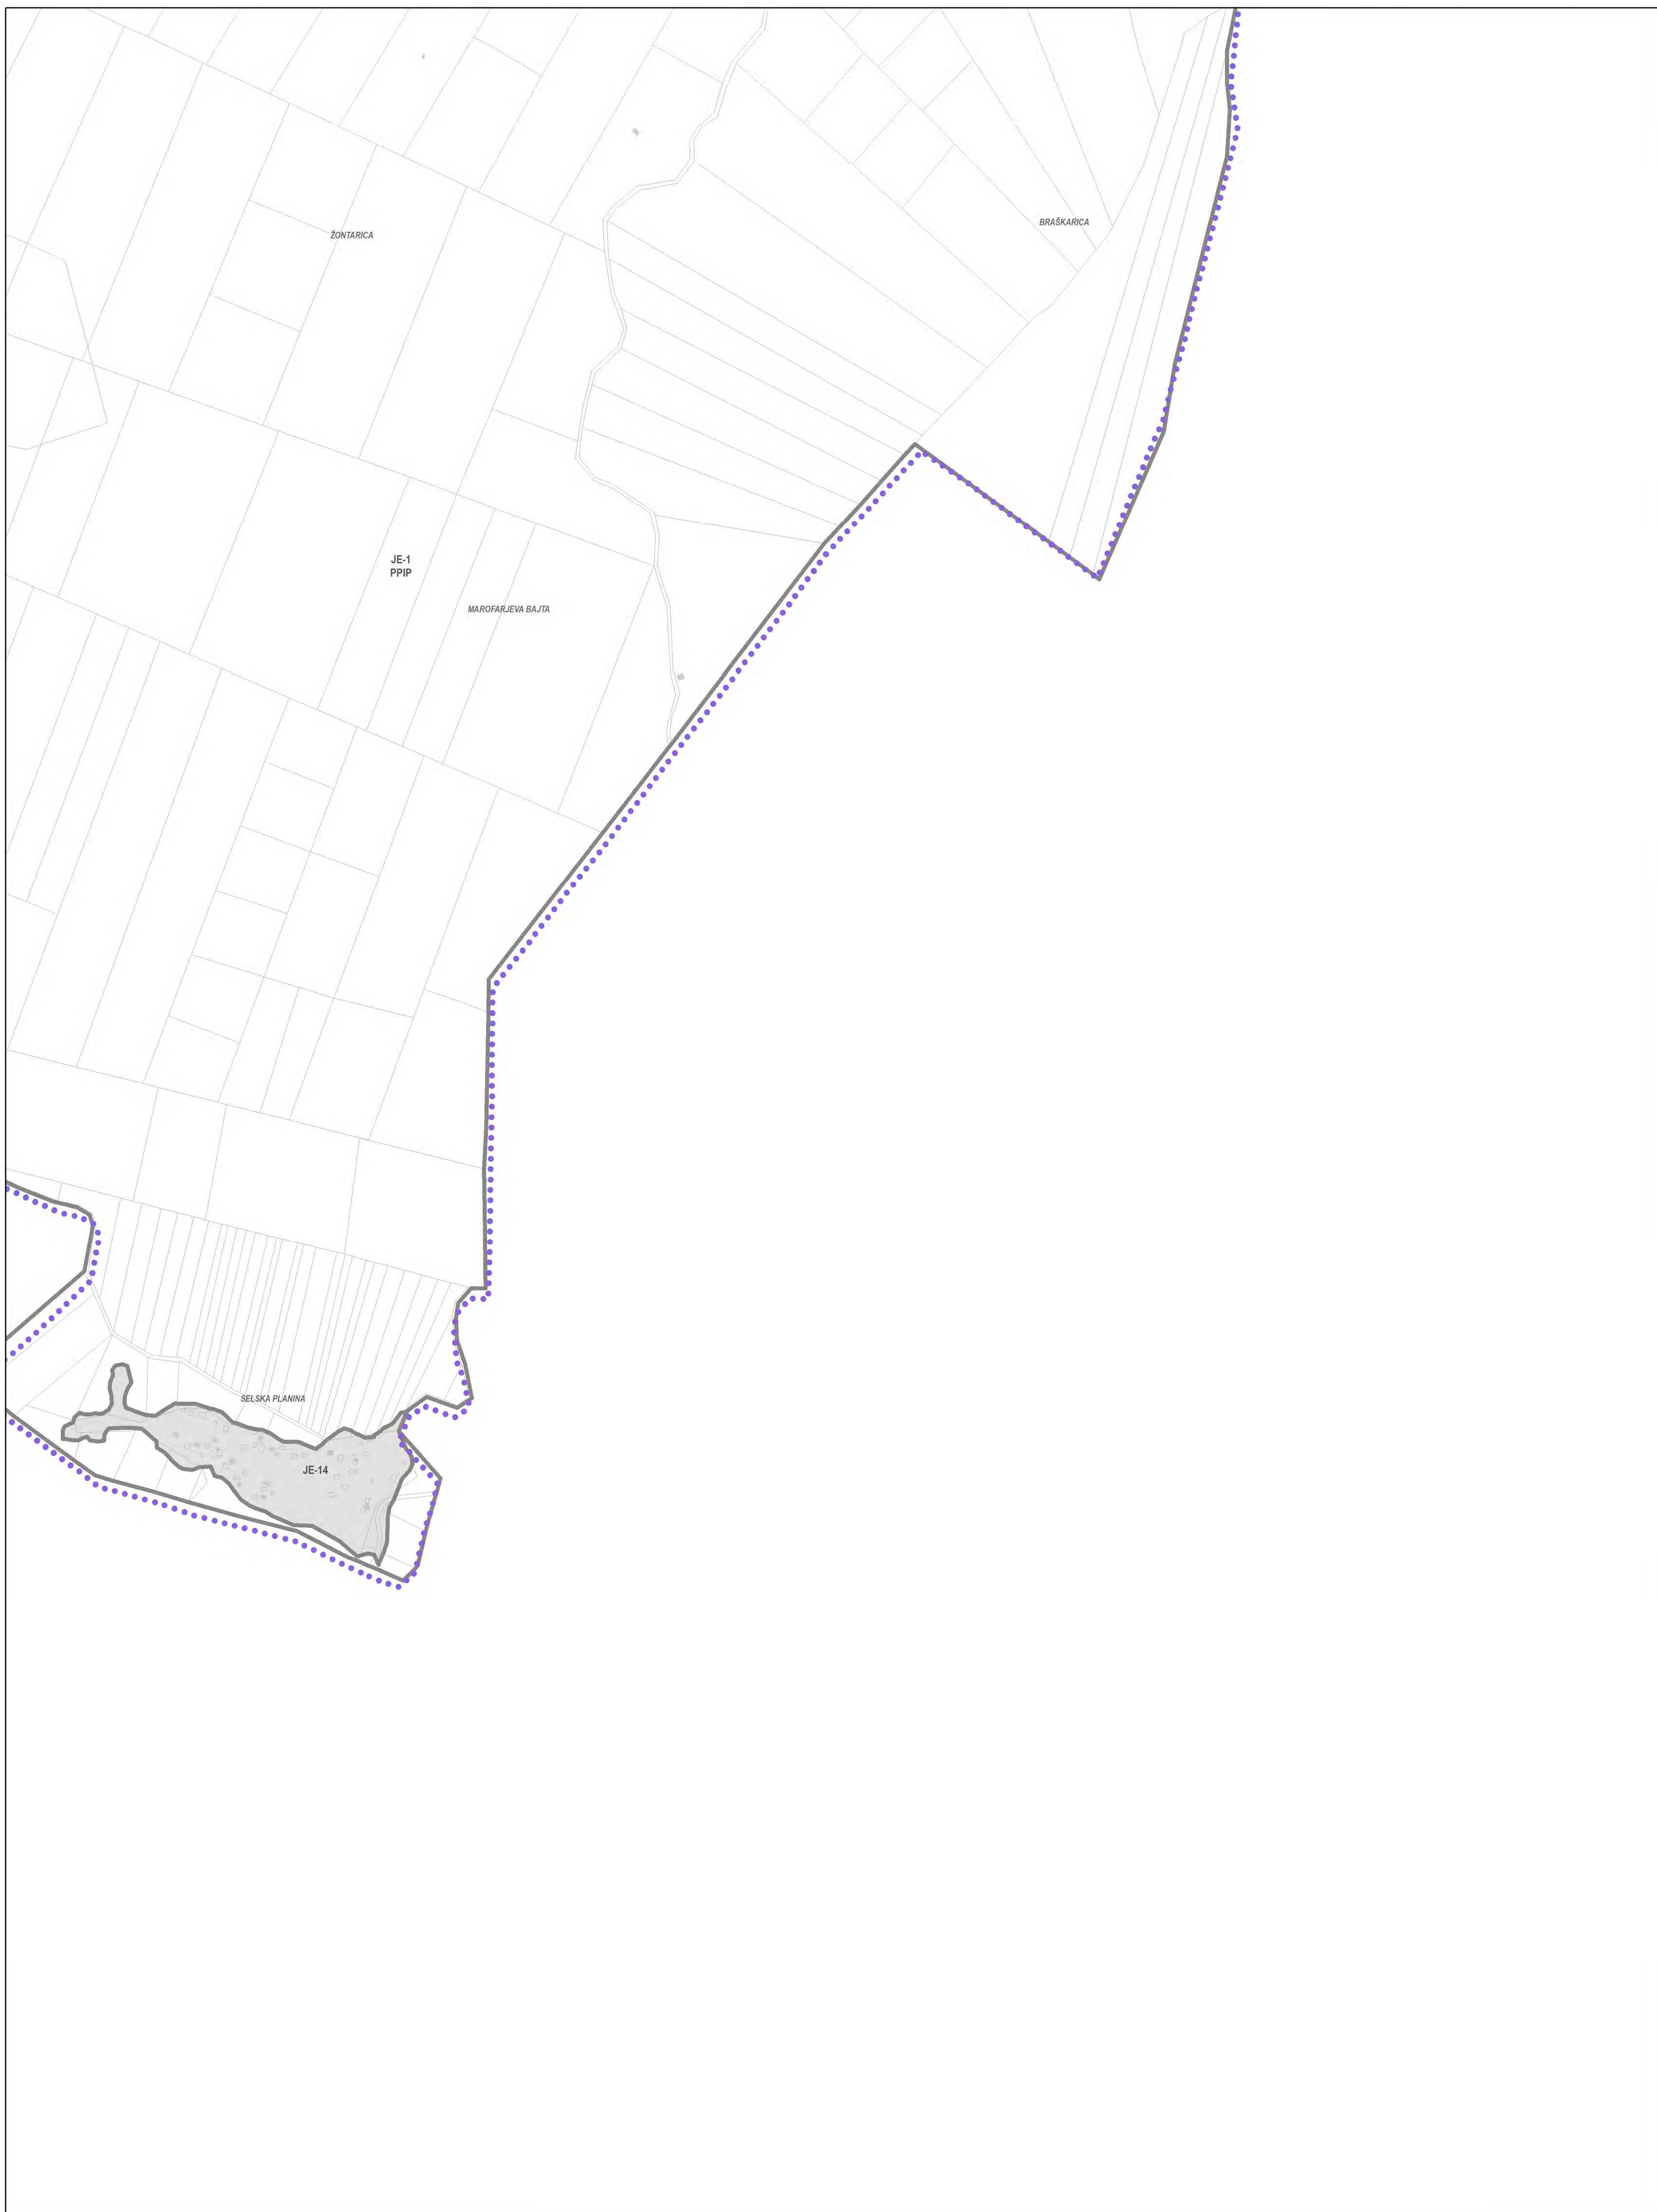 BRAŠKARICA
ŽONTARICA
JE-1
PPIP
MAROFARJEVA BAJTA
SELSKA PLANINA
JE-14